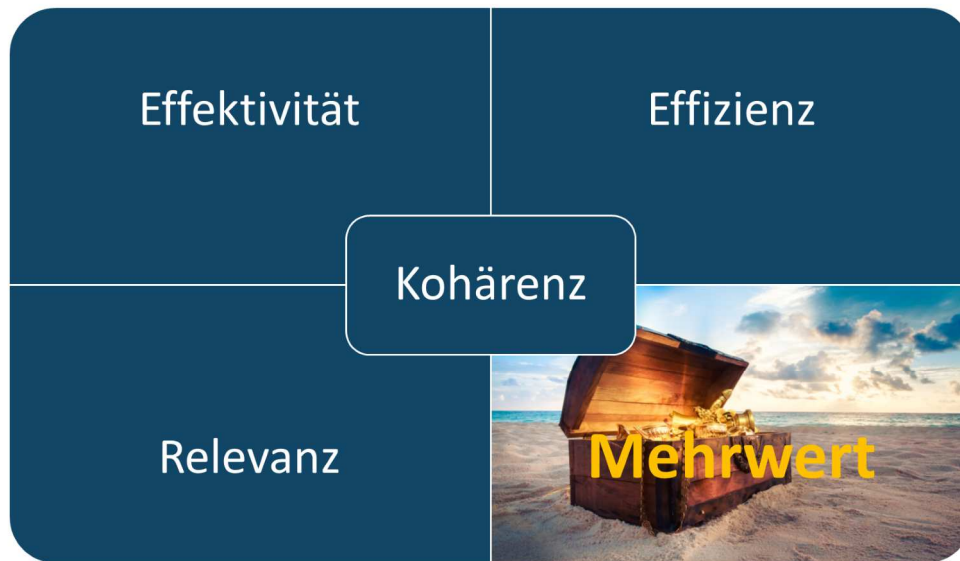 Effektivität
Effizienz
Kohärenz
Relevanz
Mehrwert